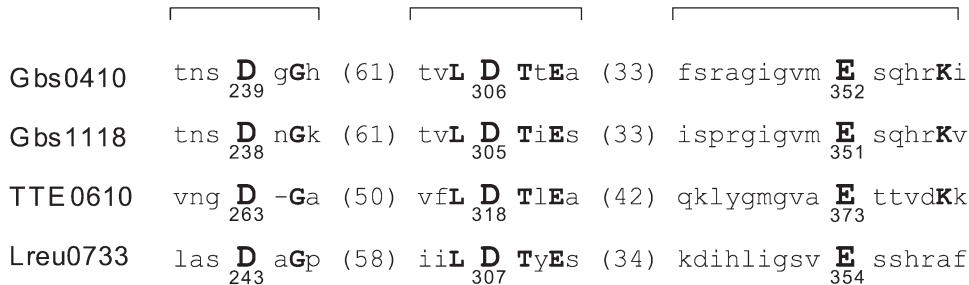 Gbs0410 tns D gGh (61) tvL D TtEa (33) fsragigvm E sqhrKi
239 306 352
Gbs1118 tns D nGk (61) tvL D TiEs (33) isprgigvm E sqhrKv
238 305 351
TTE0610 vng D -Ga (50) vfL D TlEa (42) qklygmgva E ttvdKk
263 318 373
Lreu0733 las D aGp (58) iiL D TyEs (34) kdihligsv E sshraf
243 307 354